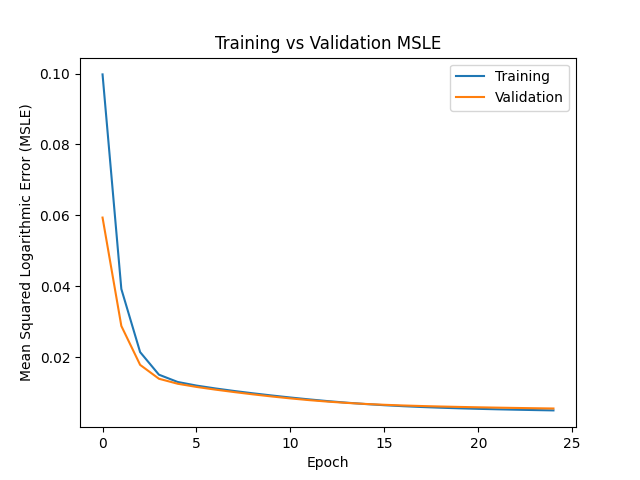 Training vs Validation MSLE
Training
Validation
Mean Squared Logarithmic Error (MSLE)
0.10
0.08
0.06
0.04
0.02
0
5
10
15
20
25
Epoch